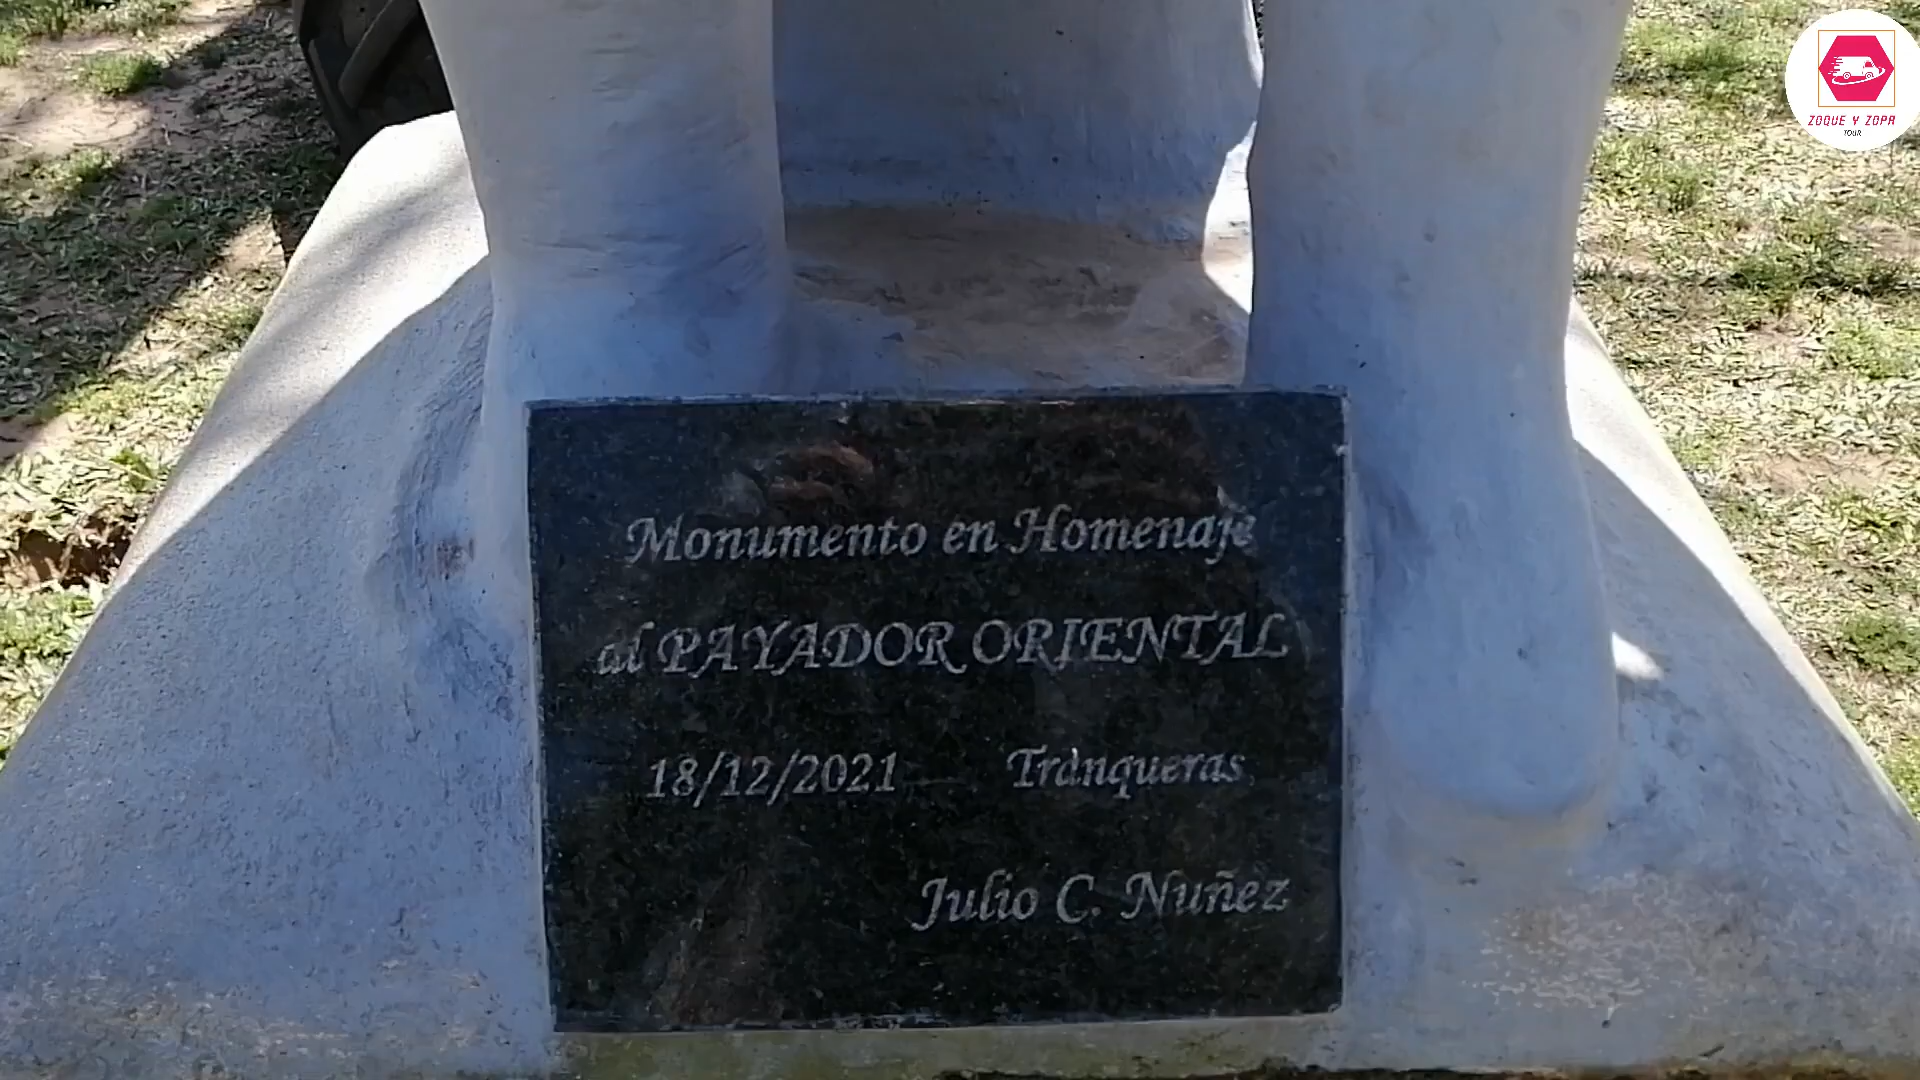 ZOQUE Y ZOPA
TOUR
Monumento en Homenaje
al PAYADOR ORIENTAL
18/12/2021 Tranqueras
Julio C. Nuñez